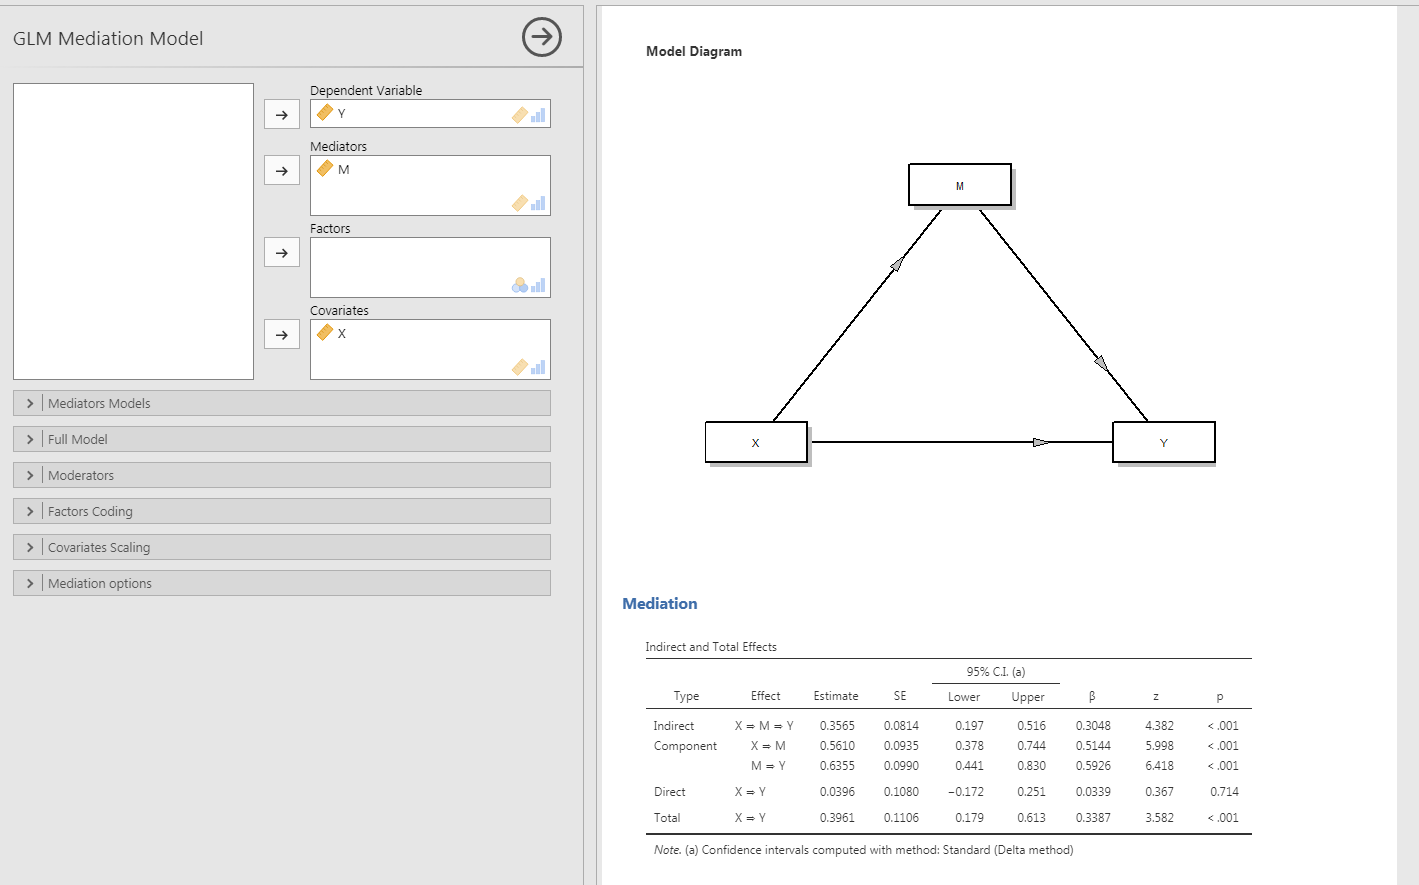 GLM Mediation Model
Dependent Variable
Y
Mediators
M
Factors
Covariates
X
Mediators Models
Full Model
Moderators
Factors Coding
Covariates Scaling
Mediation options
Model Diagram
M
X
Y
Mediation
Indirect and Total Effects
95% C.I. (a)
Type Effect Estimate SE Lower Upper β z p
Indirect X ⇒ M ⇒ Y 0.3565 0.0814 0.197 0.516 0.3048 4.382 < .001
Component X ⇒ M 0.5610 0.0935 0.378 0.744 0.5144 5.998 < .001
M ⇒ Y 0.6355 0.0990 0.441 0.830 0.5926 6.418 < .001
Direct X ⇒ Y 0.0396 0.1080 −0.172 0.251 0.0339 0.367 0.714
Total X ⇒ Y 0.3961 0.1106 0.179 0.613 0.3387 3.582 < .001
Note. (a) Confidence intervals computed with method: Standard (Delta method)